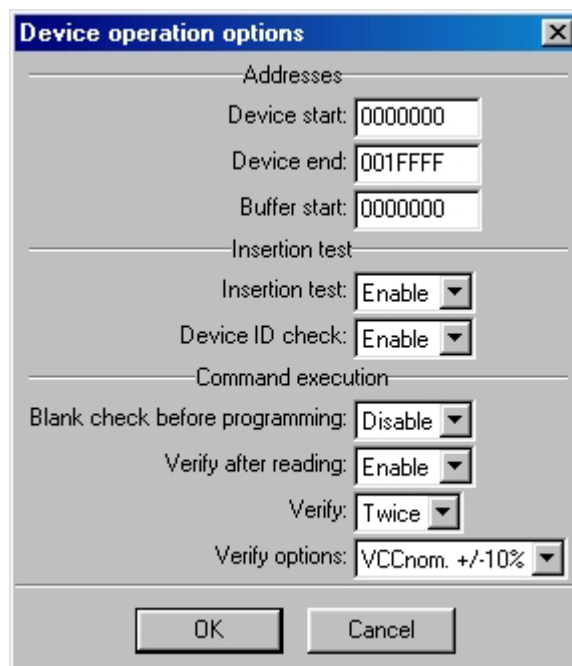 Device operation options
Addresses
Device start: 0000000
Device end: 001FFFF
Buffer start: 0000000
Insertion test
Insertion test: Enable
Device ID check: Enable
Command execution
Blank check before programming: Disable
Verify after reading: Enable
Verify: Twice
Verify options: VCCnom. +/-10%
OK Cancel